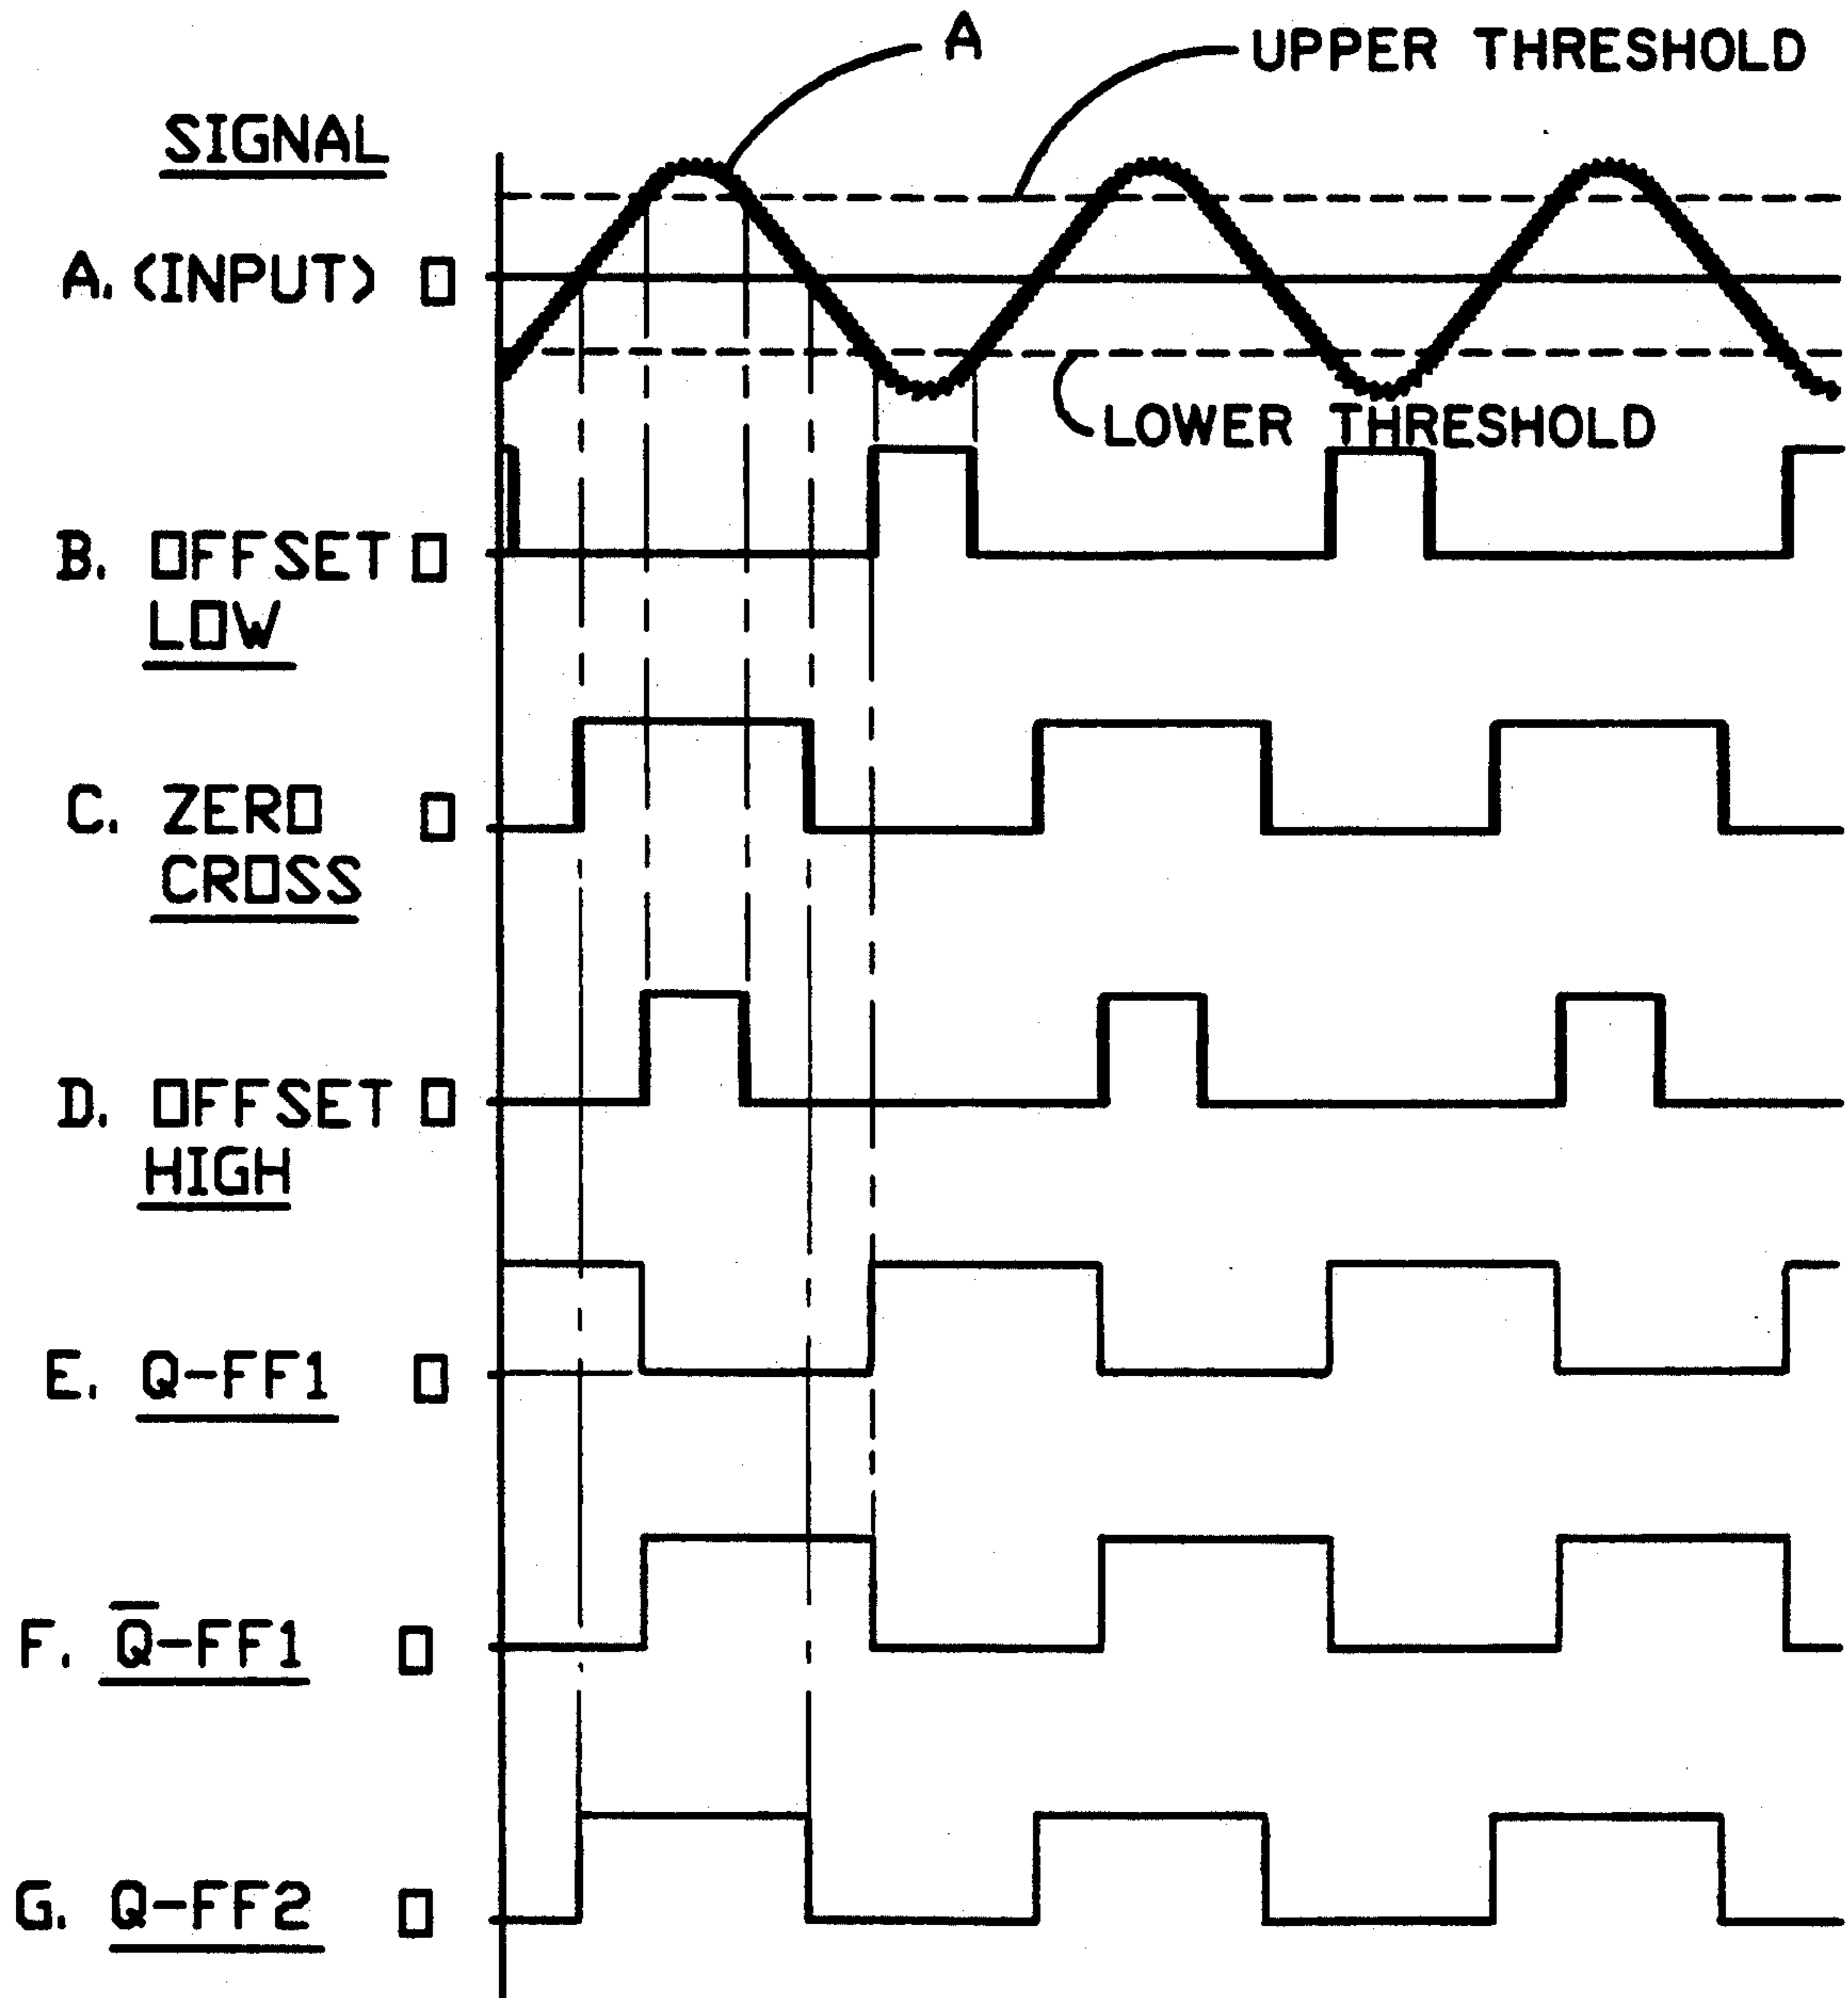 A
UPPER THRESHOLD
SIGNAL
A. <INPUT> 0
LOWER THRESHOLD
B. OFFSET 0
LOW
C. ZERO 0
CROSS
D. OFFSET 0
HIGH
E. Q-FF1 0
F. Q̅-FF1 0
G. Q-FF2 0